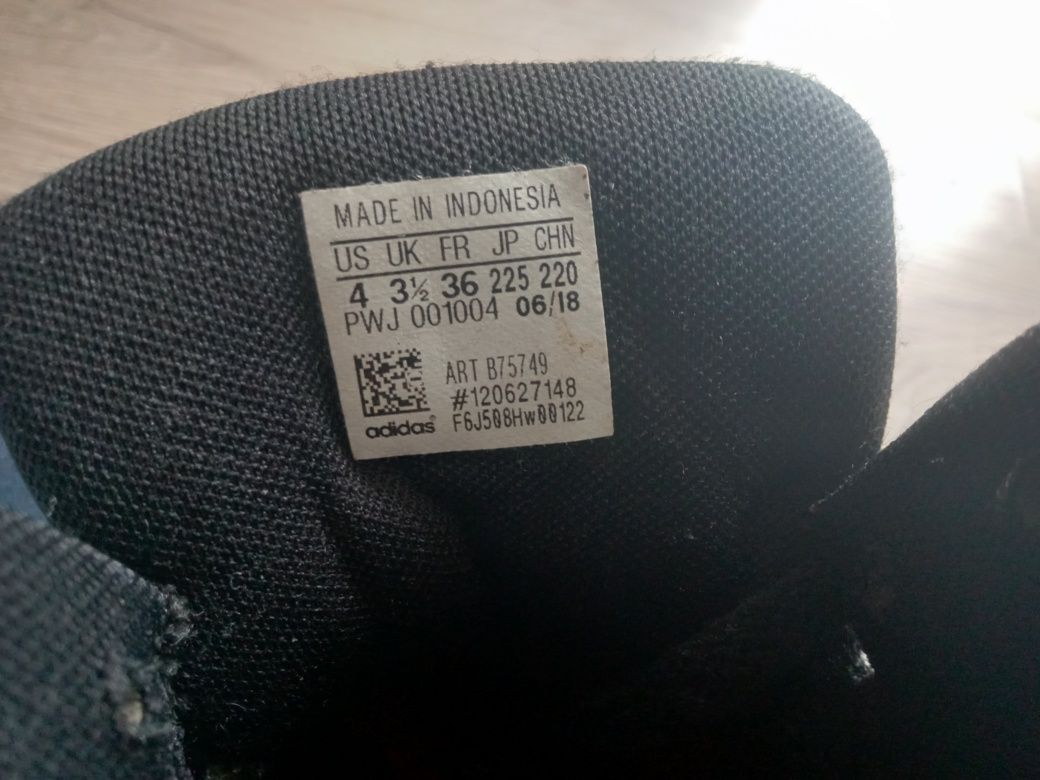 MADE IN INDONESIA
US UK FR JP CHN
4 3½ 36 225 220
PWJ 001004 06/18
ART B75749
#120627148
adidas® F6J508Hw00122